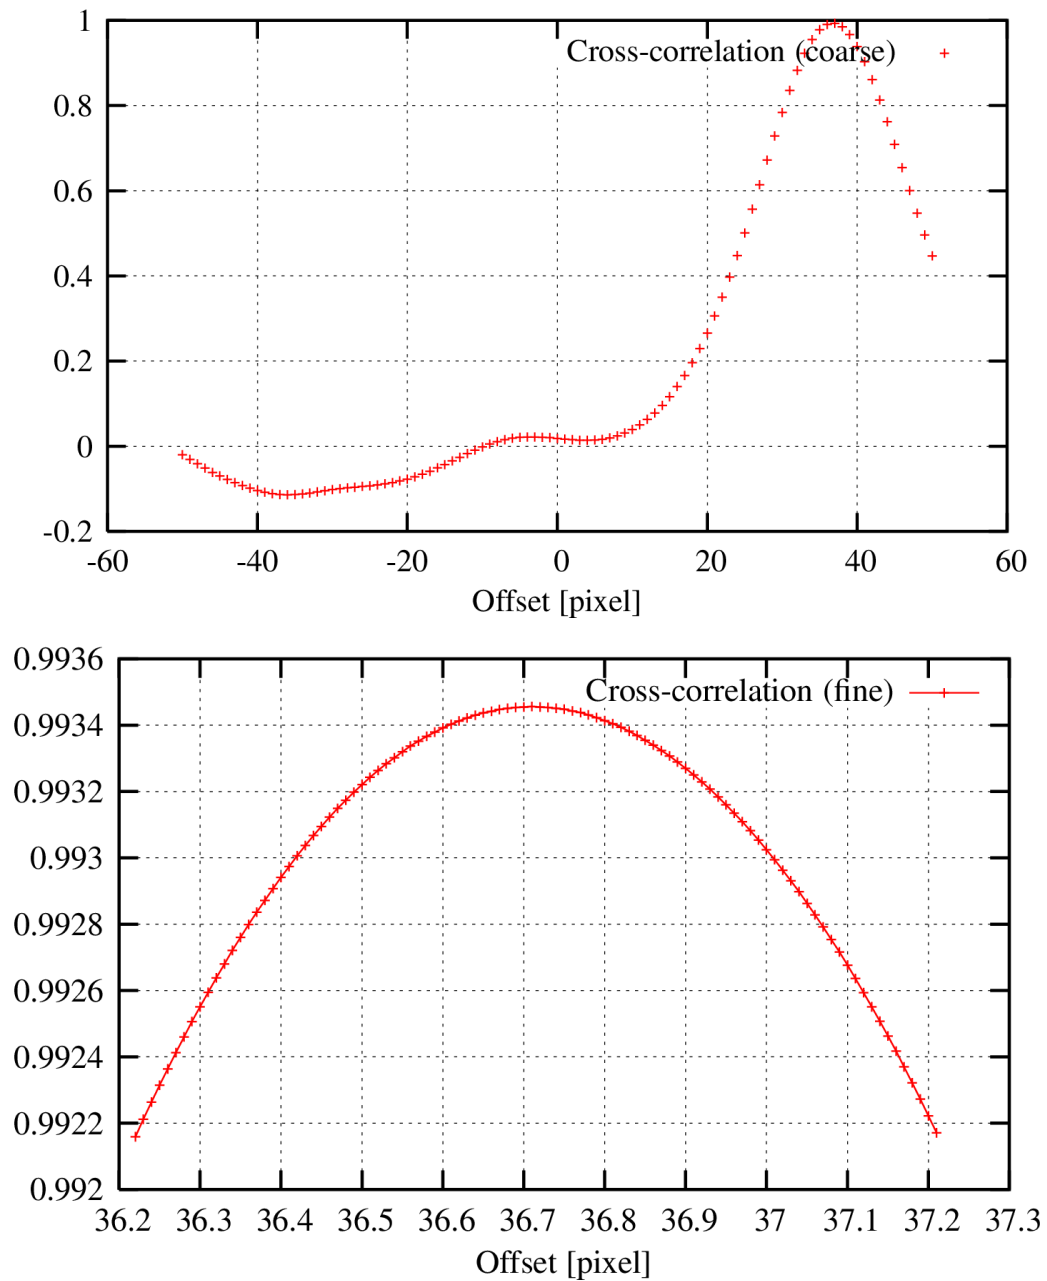 1
Cross-correlation (coarse)
0.8
0.6
0.4
0.2
0
-0.2
-60 -40 -20 0 20 40 60
Offset [pixel]
0.9936
Cross-correlation (fine)
0.9934
0.9932
0.993
0.9928
0.9926
0.9924
0.9922
0.992
36.2 36.3 36.4 36.5 36.6 36.7 36.8 36.9 37 37.1 37.2 37.3
Offset [pixel]